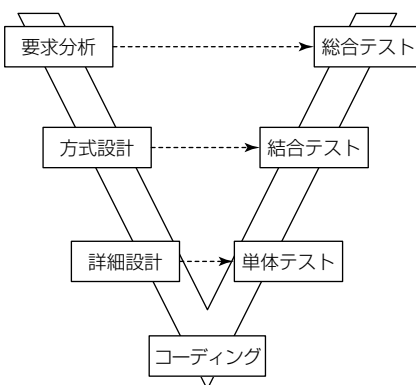 要求分析
総合テスト
方式設計
結合テスト
詳細設計
単体テスト
コーディング